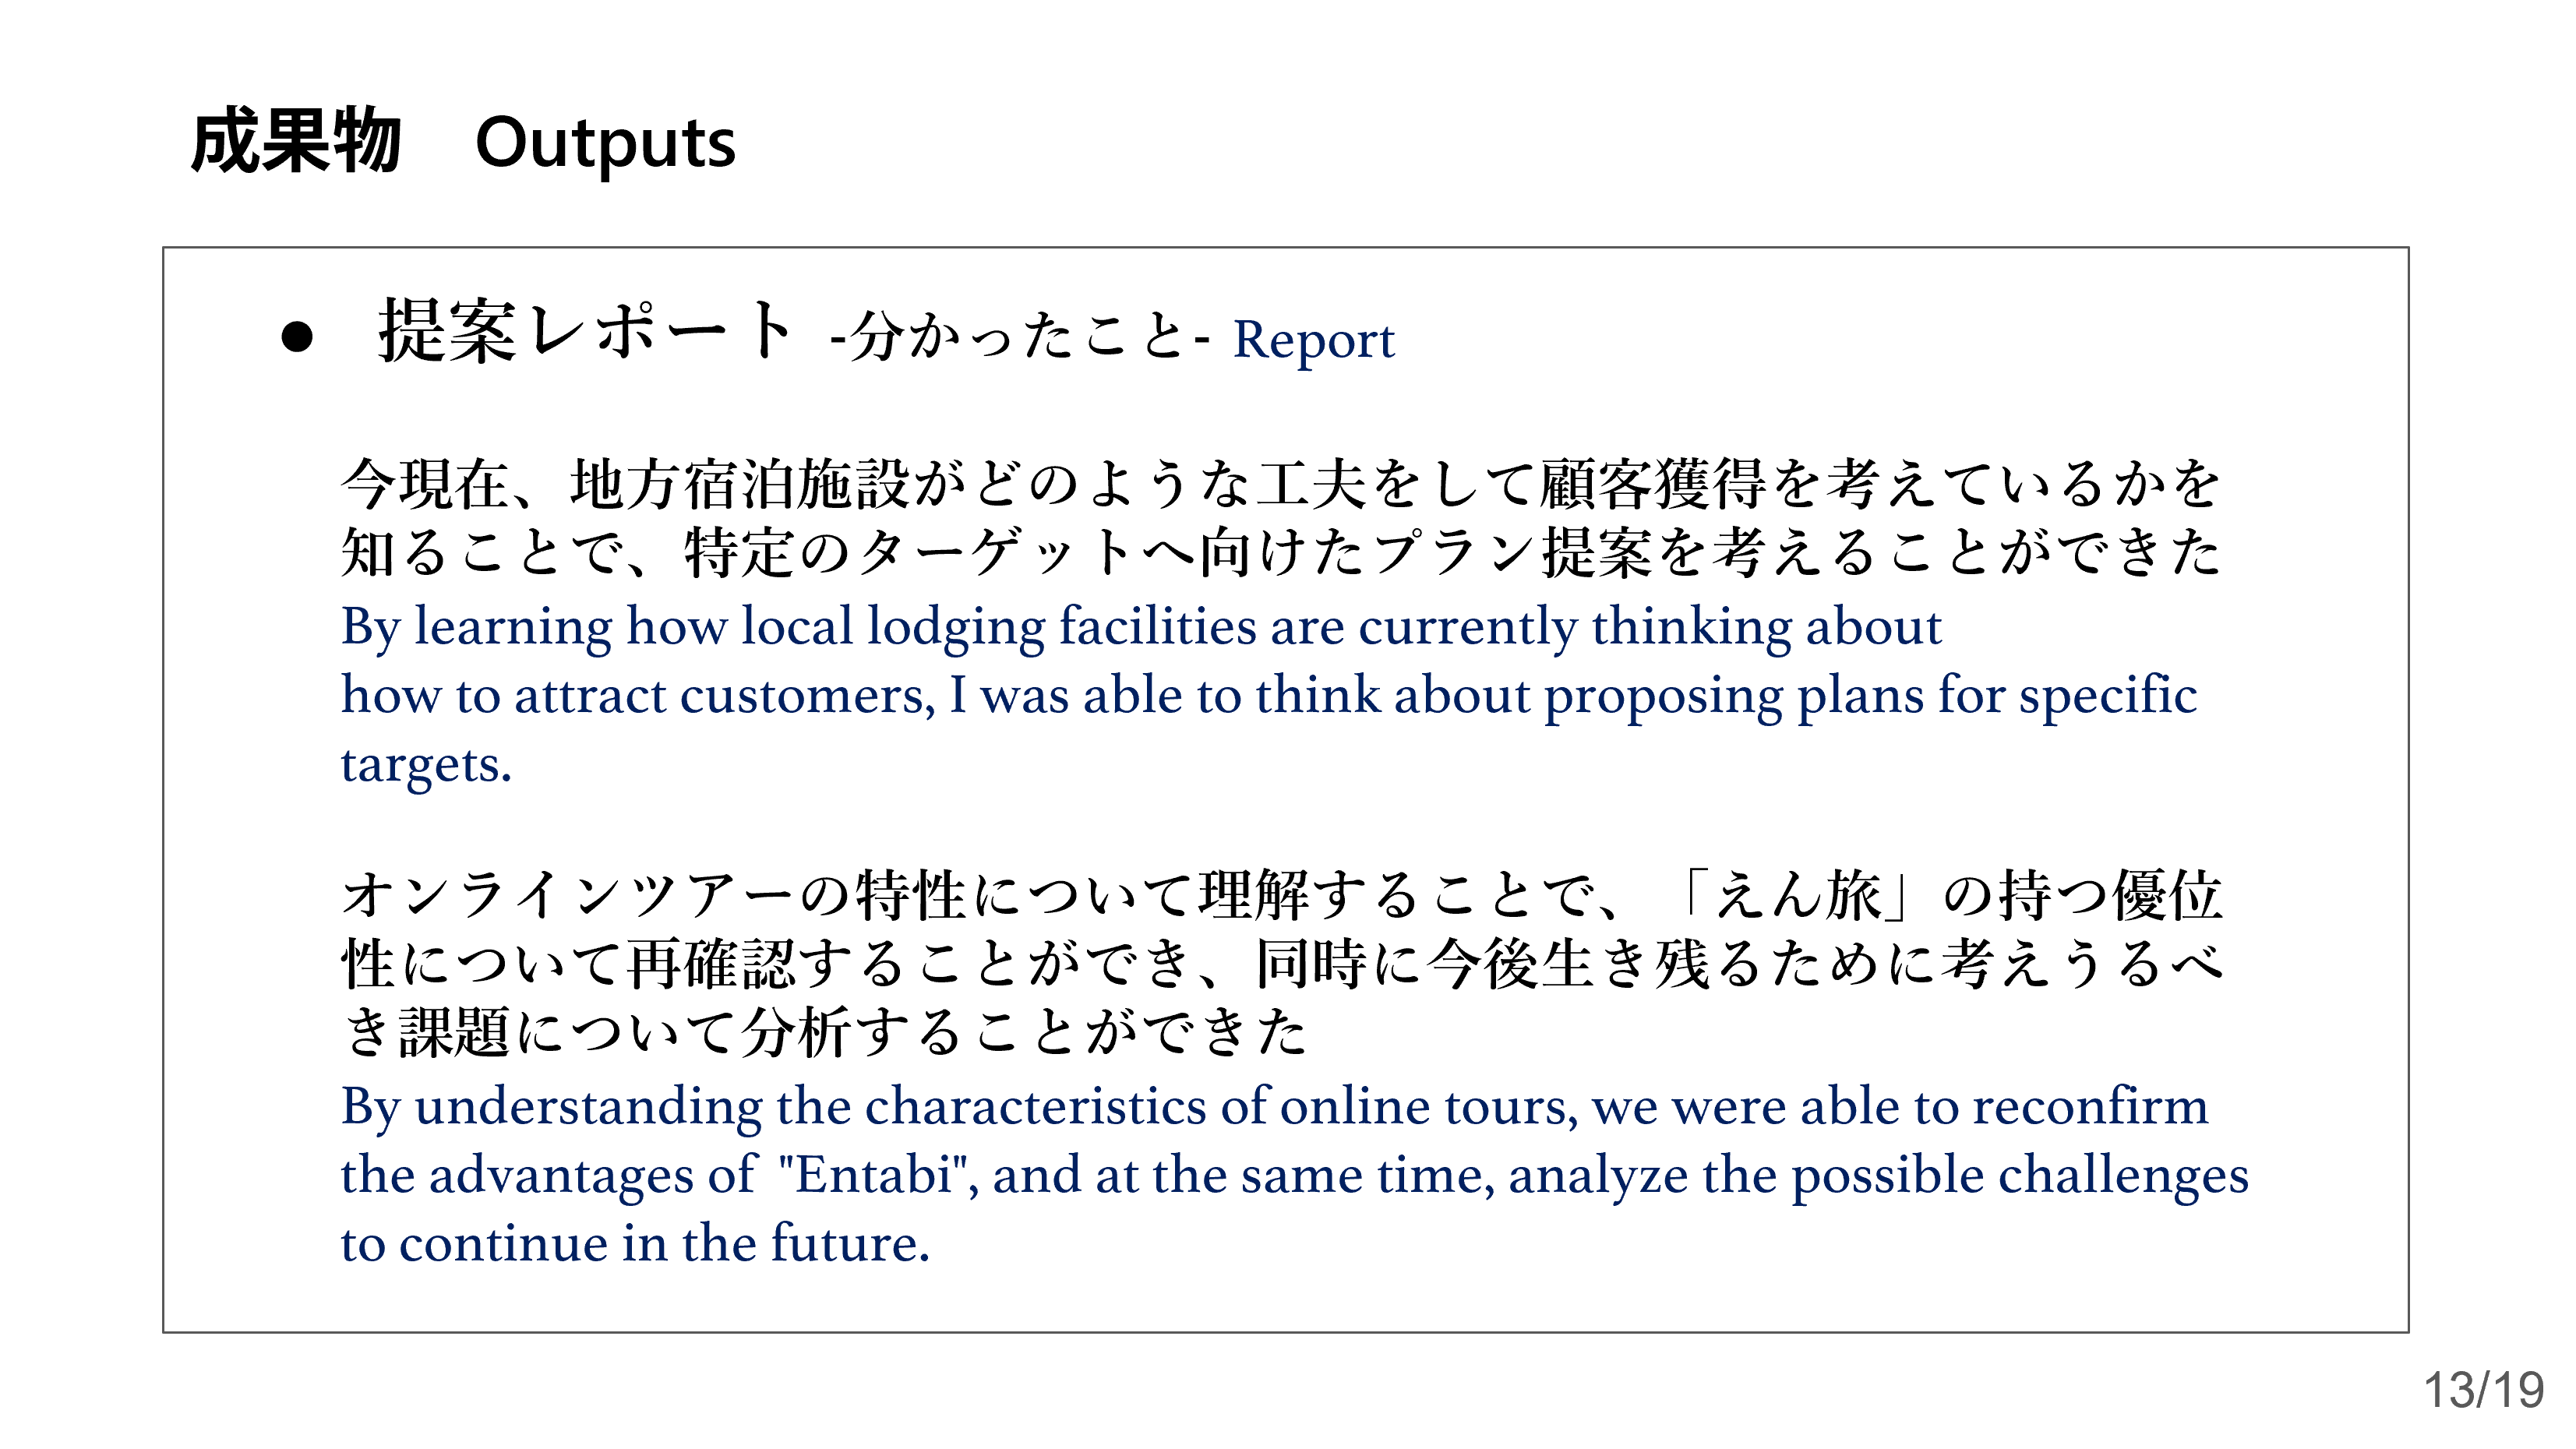 成果物　Outputs
● 提案レポート -分かったこと- Report
今現在、地方宿泊施設がどのような工夫をして顧客獲得を考えているかを
知ることで、特定のターゲットへ向けたプラン提案を考えることができた
By learning how local lodging facilities are currently thinking about
how to attract customers, I was able to think about proposing plans for specific
targets.
オンラインツアーの特性について理解することで、「えん旅」の持つ優位
性について再確認することができ、同時に今後生き残るために考えうるべ
き課題について分析することができた
By understanding the characteristics of online tours, we were able to reconfirm
the advantages of "Entabi", and at the same time, analyze the possible challenges
to continue in the future.
13/19